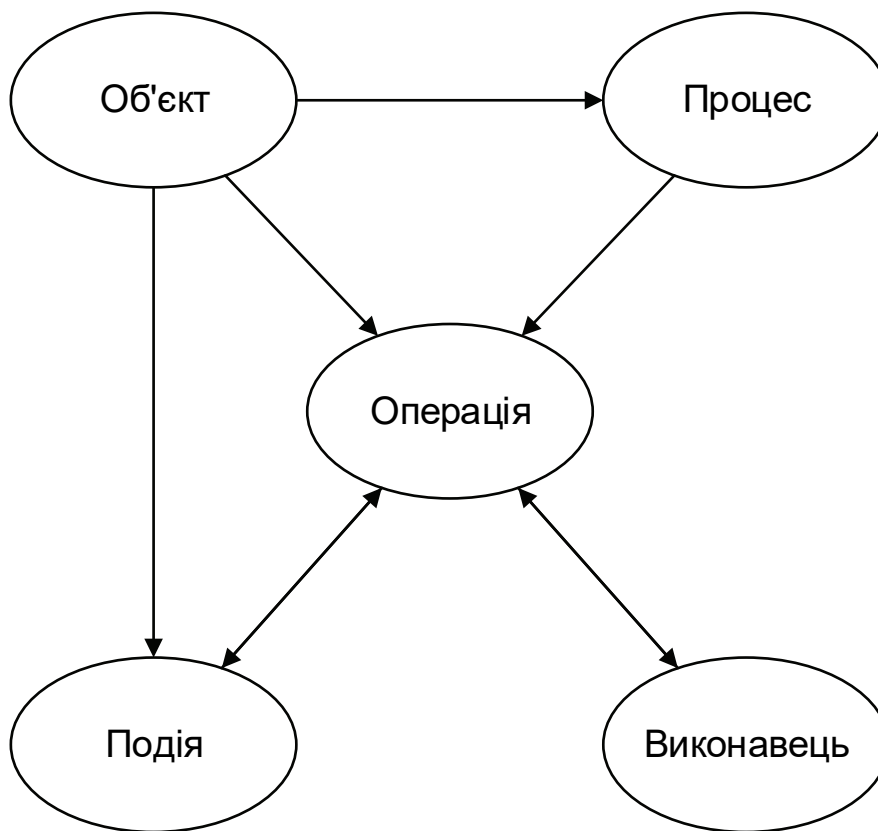 Об'єкт
Процес
Операція
Подія
Виконавець